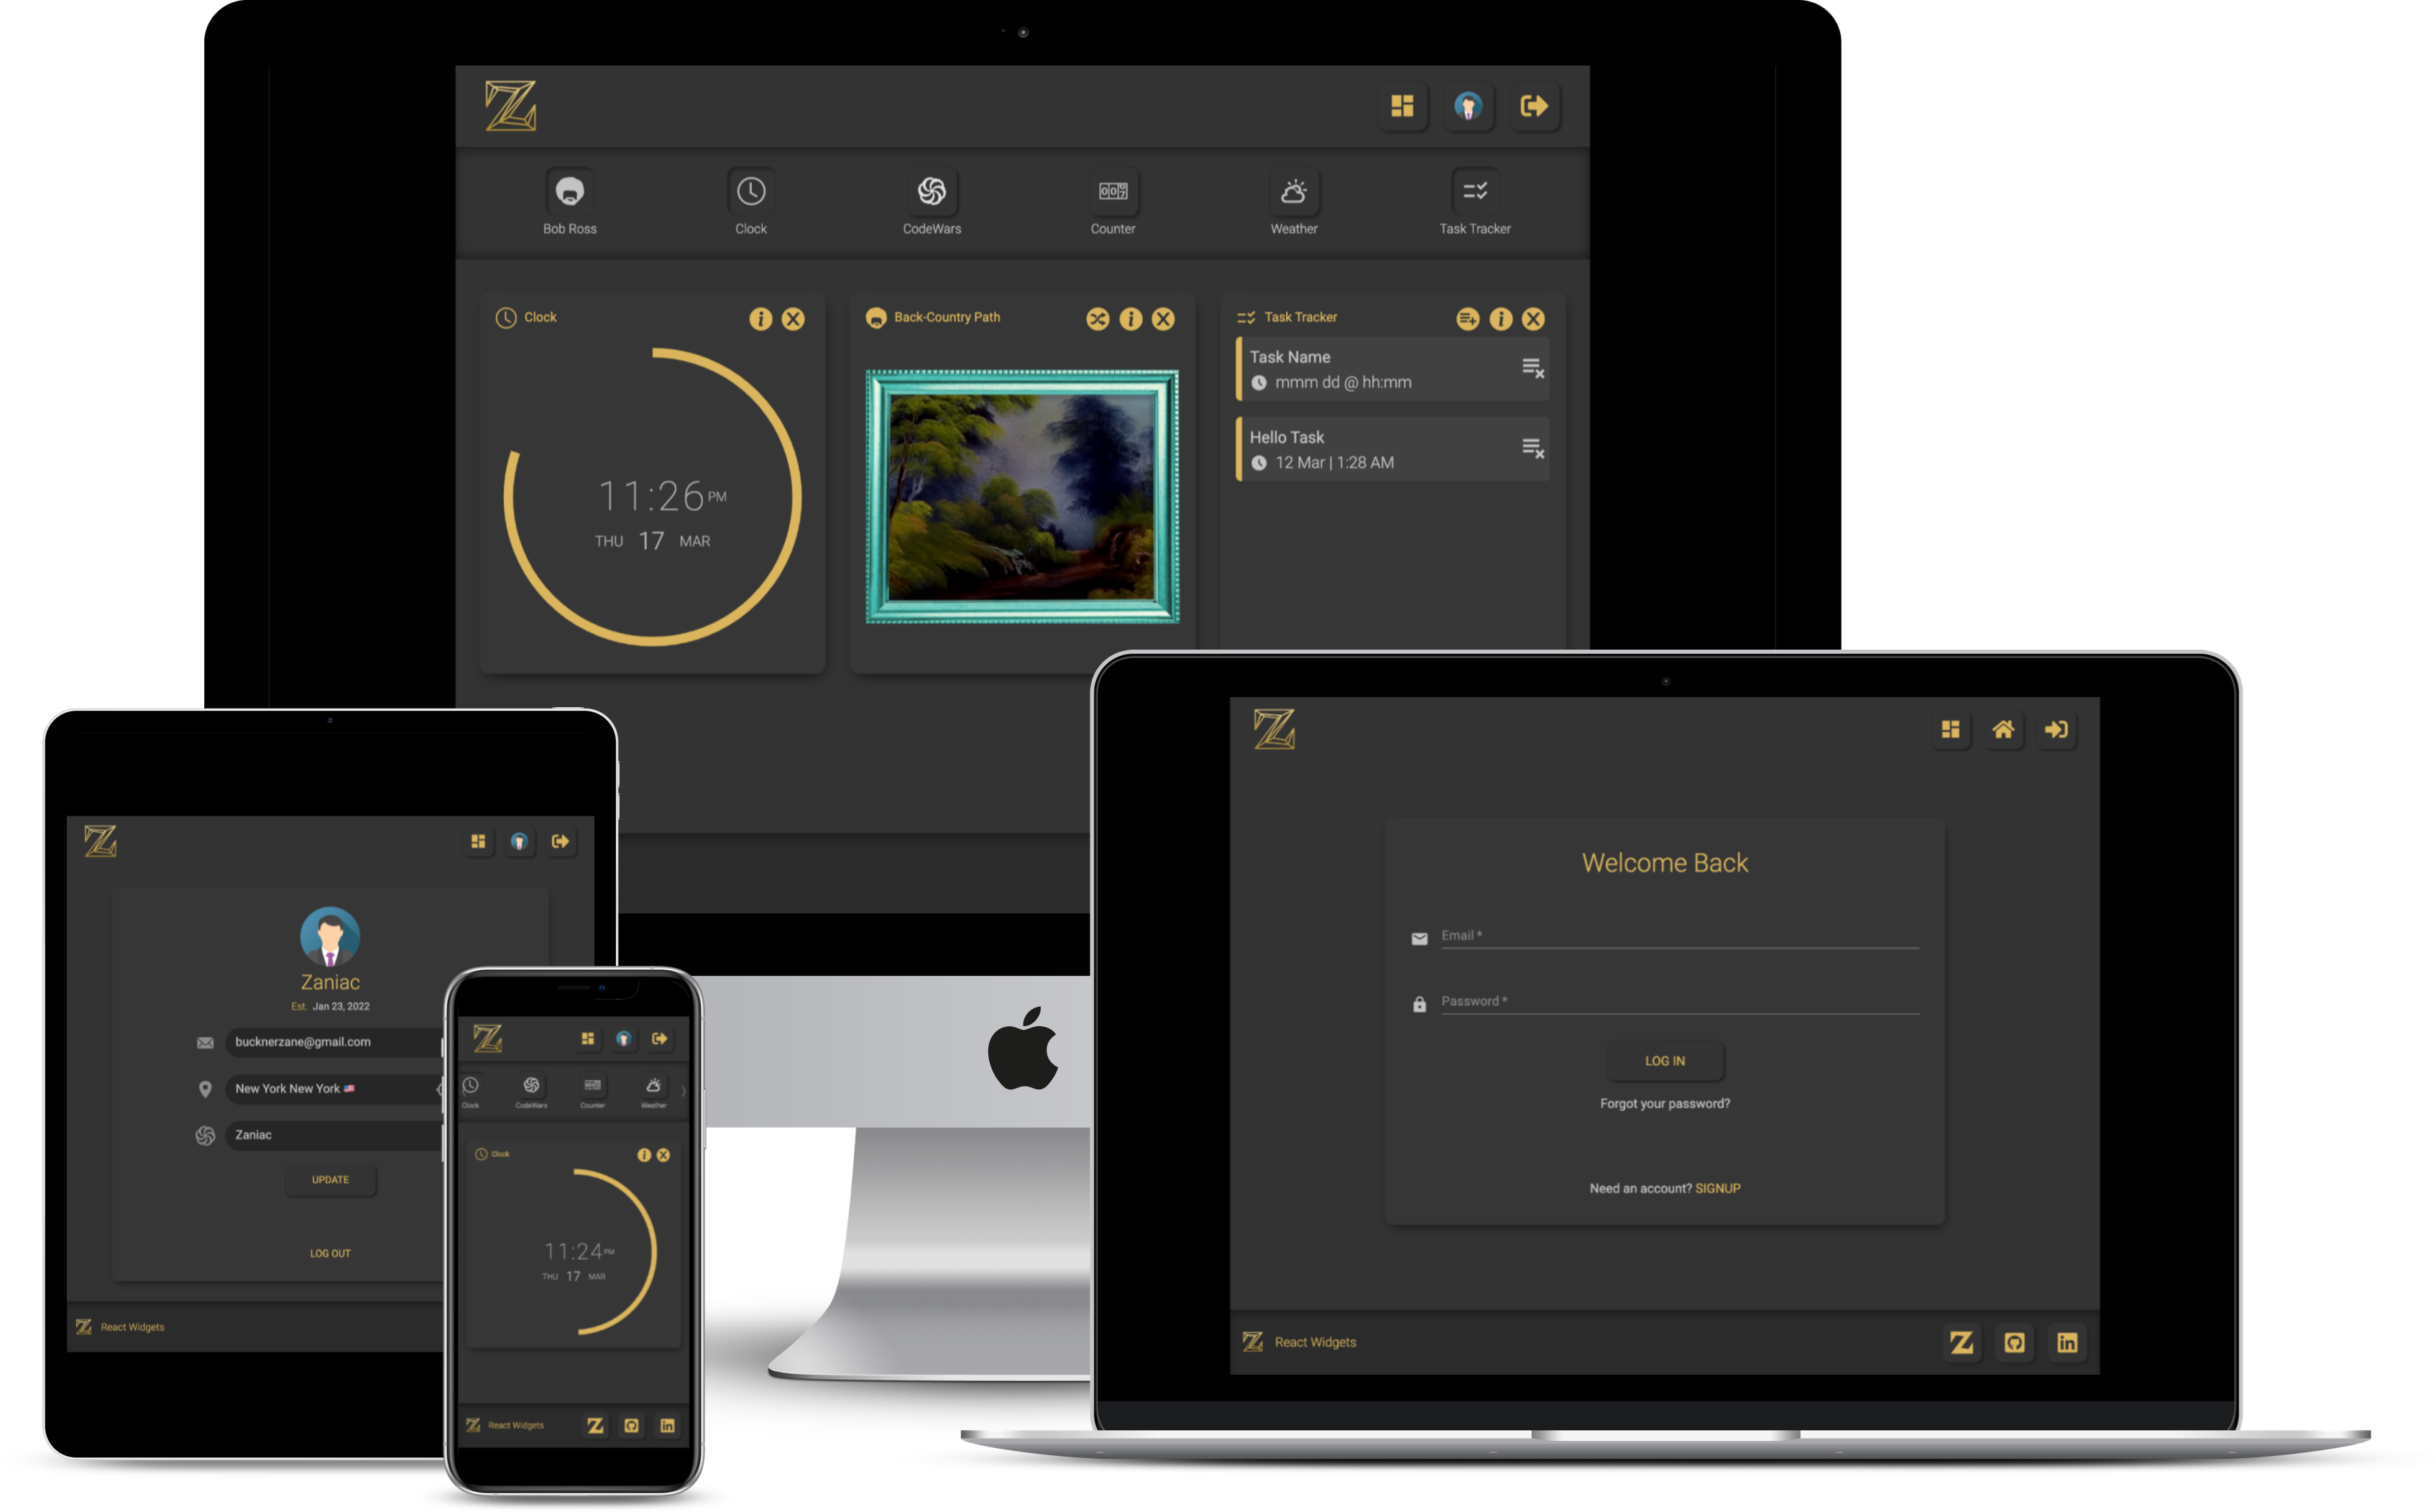 Bob Ross
Clock
CodeWars
Counter
Weather
Task Tracker
Clock
11:26 PM
THU 17 MAR
Back-Country Path
Task Tracker
Task Name
mmm dd @ hh:mm
Hello Task
12 Mar | 1:28 AM
Zaniac
Est. Jan 23, 2022
bucknerzane@gmail.com
New York New York
Zaniac
UPDATE
LOG OUT
React Widgets
Clock
CodeWars
Counter
Weather
Clock
11:24 PM
THU 17 MAR
React Widgets
Welcome Back
Email *
Password *
LOG IN
Forgot your password?
Need an account? SIGNUP
React Widgets